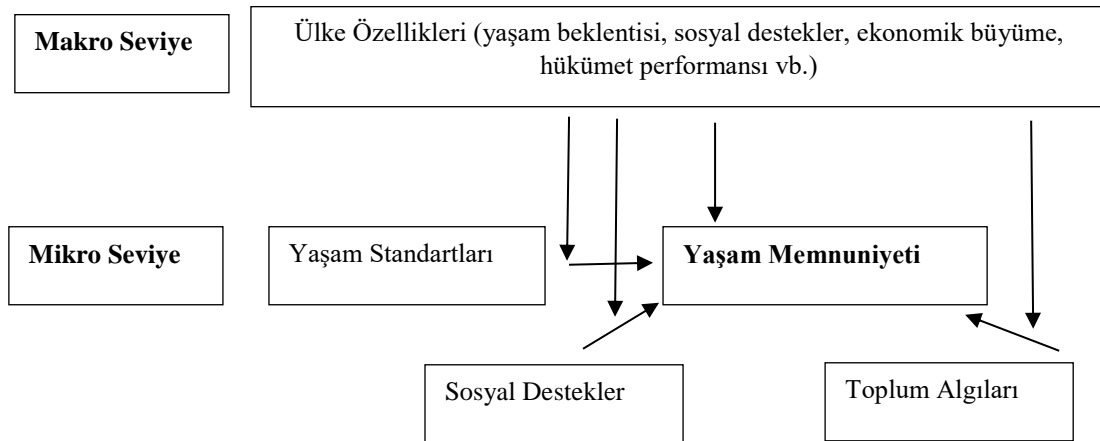 Makro Seviye
Ülke Özellikleri (yaşam beklentisi, sosyal destekler, ekonomik büyüme,
hükümet performansı vb.)
Mikro Seviye
Yaşam Standartları
Yaşam Memnuniyeti
Sosyal Destekler
Toplum Algıları